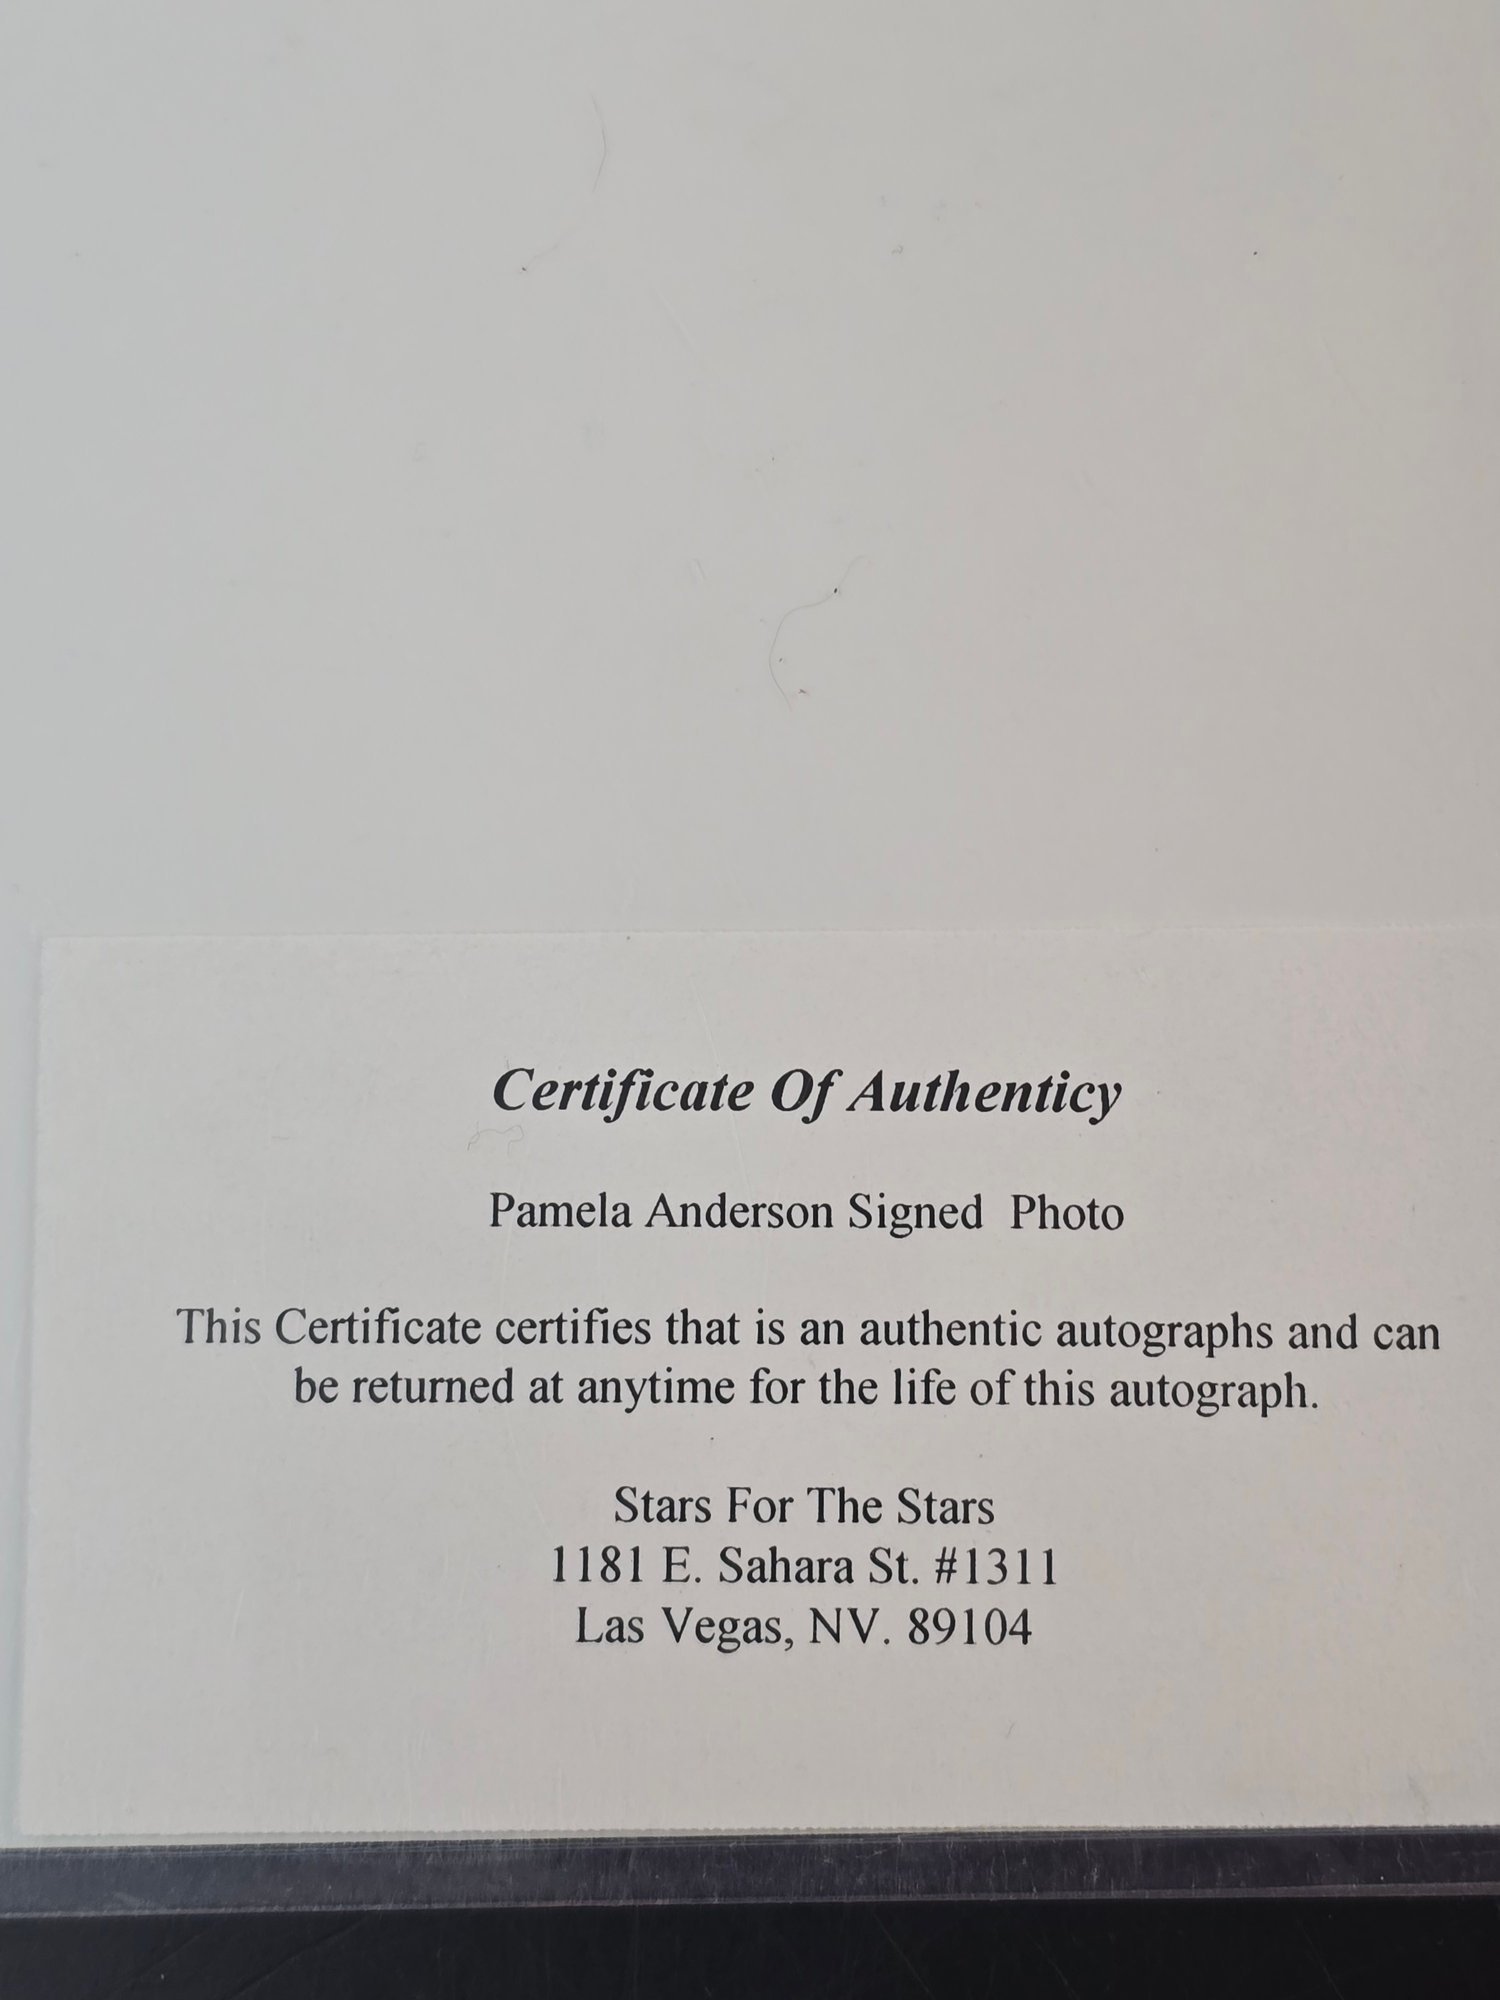 Certificate Of Authenticy
Pamela Anderson Signed Photo
This Certificate certifies that is an authentic autographs and can
be returned at anytime for the life of this autograph.
Stars For The Stars
1181 E. Sahara St. #1311
Las Vegas, NV. 89104